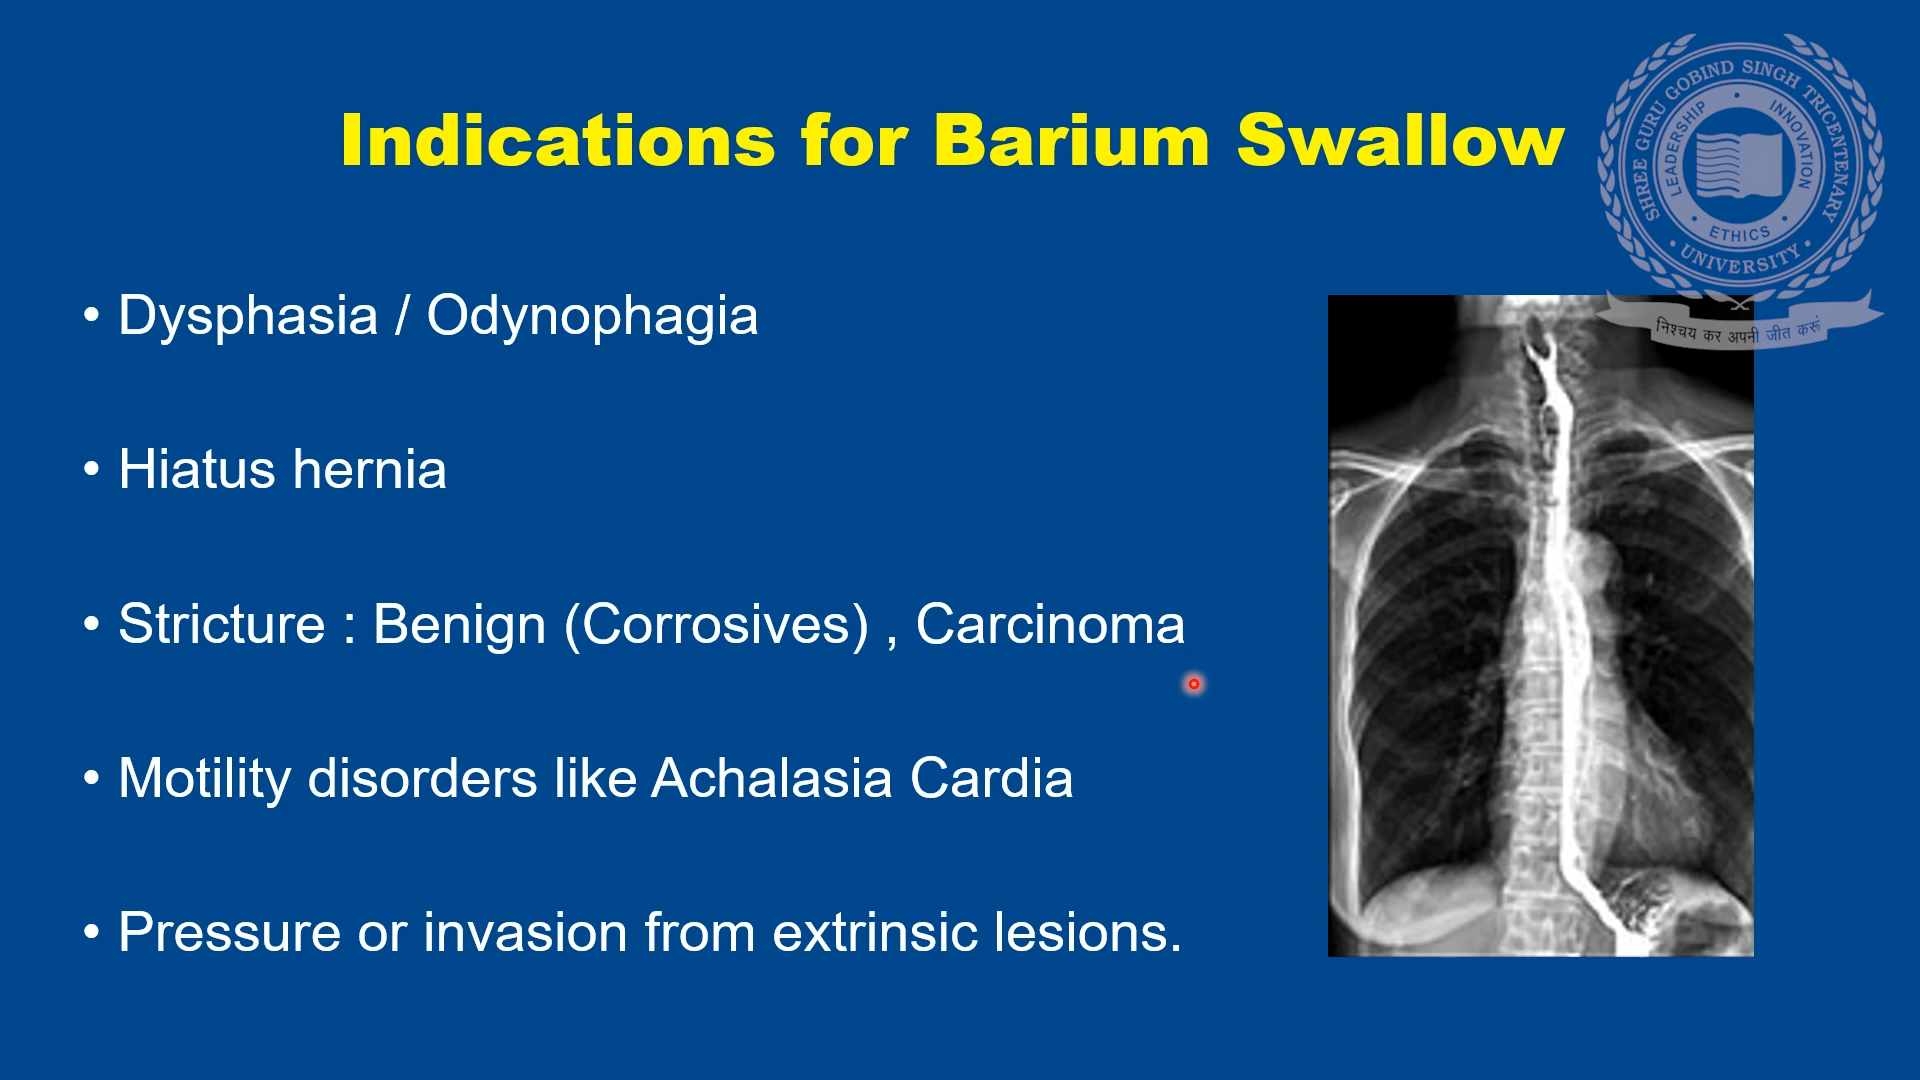 Indications for Barium Swallow
SHREE GURU GOBIND SINGH TRICENTENARY
• UNIVERSITY •
LEADERSHIP • INNOVATION
• ETHICS •
निश्चय कर अपनी जीत करूं
• Dysphasia / Odynophagia
• Hiatus hernia
• Stricture : Benign (Corrosives) , Carcinoma
• Motility disorders like Achalasia Cardia
• Pressure or invasion from extrinsic lesions.